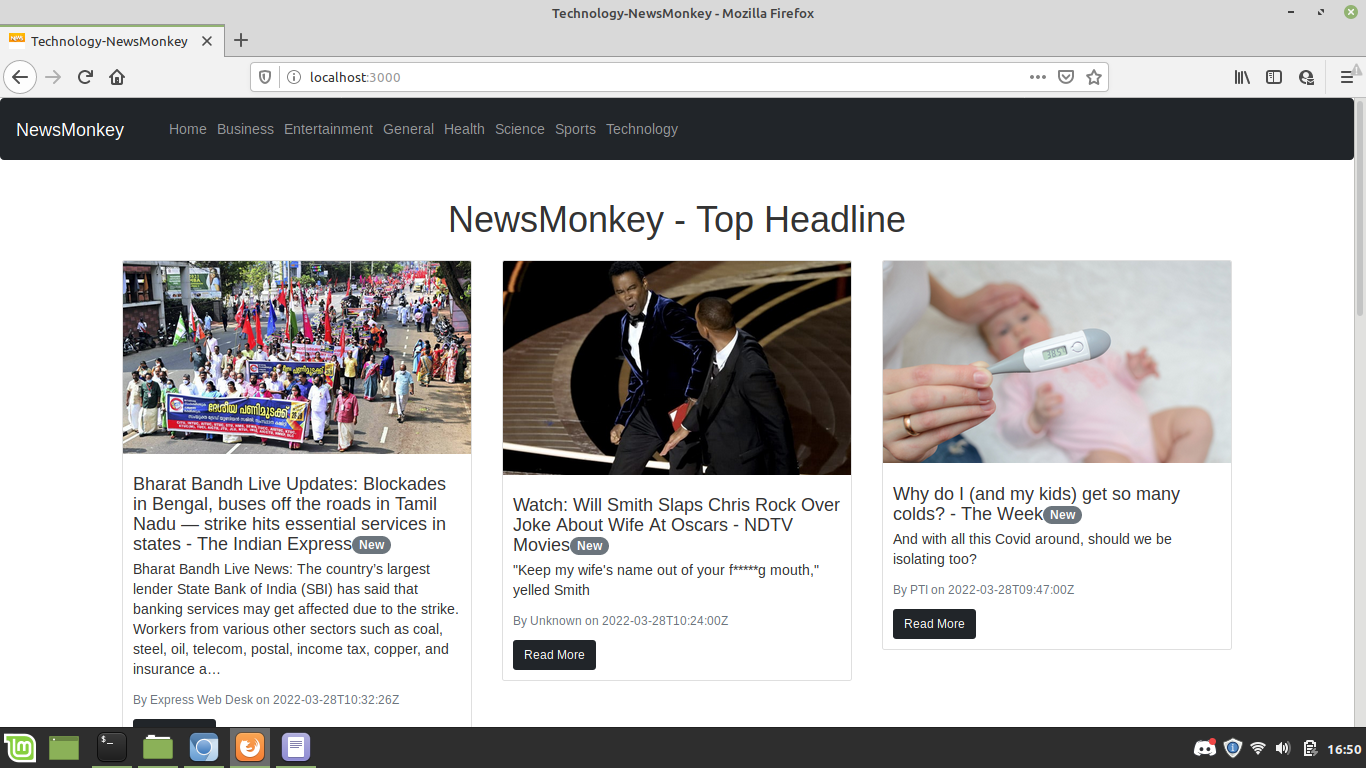 Technology-NewsMonkey - Mozilla Firefox
Technology-NewsMonkey
localhost:3000
NewsMonkey Home Business Entertainment General Health Science Sports Technology
NewsMonkey - Top Headline
ദേശീയ പണിമുടക്ക്
Bharat Bandh Live Updates: Blockades
in Bengal, buses off the roads in Tamil
Nadu — strike hits essential services in
states - The Indian Express New
Bharat Bandh Live News: The country’s largest
lender State Bank of India (SBI) has said that
banking services may get affected due to the strike.
Workers from various other sectors such as coal,
steel, oil, telecom, postal, income tax, copper, and
insurance a…
By Express Web Desk on 2022-03-28T10:32:26Z
Watch: Will Smith Slaps Chris Rock Over
Joke About Wife At Oscars - NDTV
Movies New
"Keep my wife's name out of your f*****g mouth,"
yelled Smith
By Unknown on 2022-03-28T10:24:00Z
Read More
38.57
Why do I (and my kids) get so many
colds? - The Week New
And with all this Covid around, should we be
isolating too?
By PTI on 2022-03-28T09:47:00Z
Read More
16:50